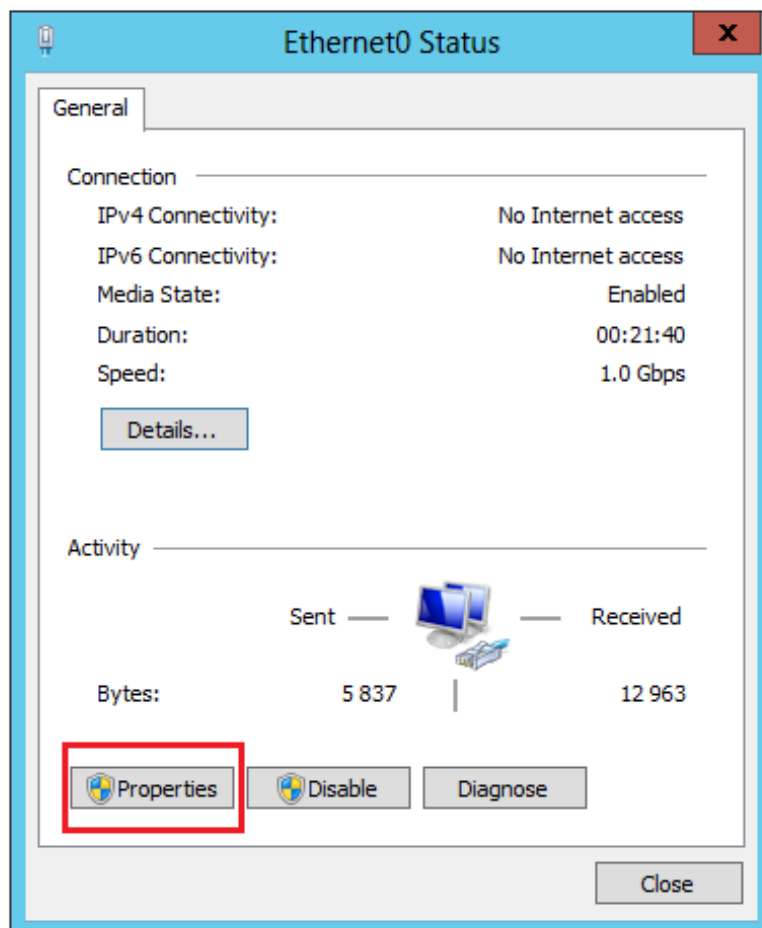 Ethernet0 Status
x
General
Connection
IPv4 Connectivity: No Internet access
IPv6 Connectivity: No Internet access
Media State: Enabled
Duration: 00:21:40
Speed: 1.0 Gbps
Details...
Activity
Sent Received
Bytes: 5 837 12 963
Properties Disable Diagnose
Close